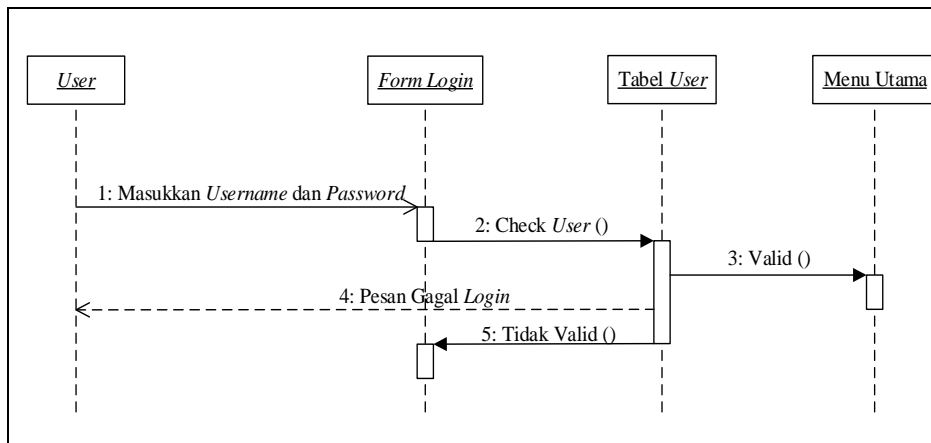 User
Form Login
Tabel User
Menu Utama
1: Masukkan Username dan Password
2: Check User ()
3: Valid ()
4: Pesan Gagal Login
5: Tidak Valid ()